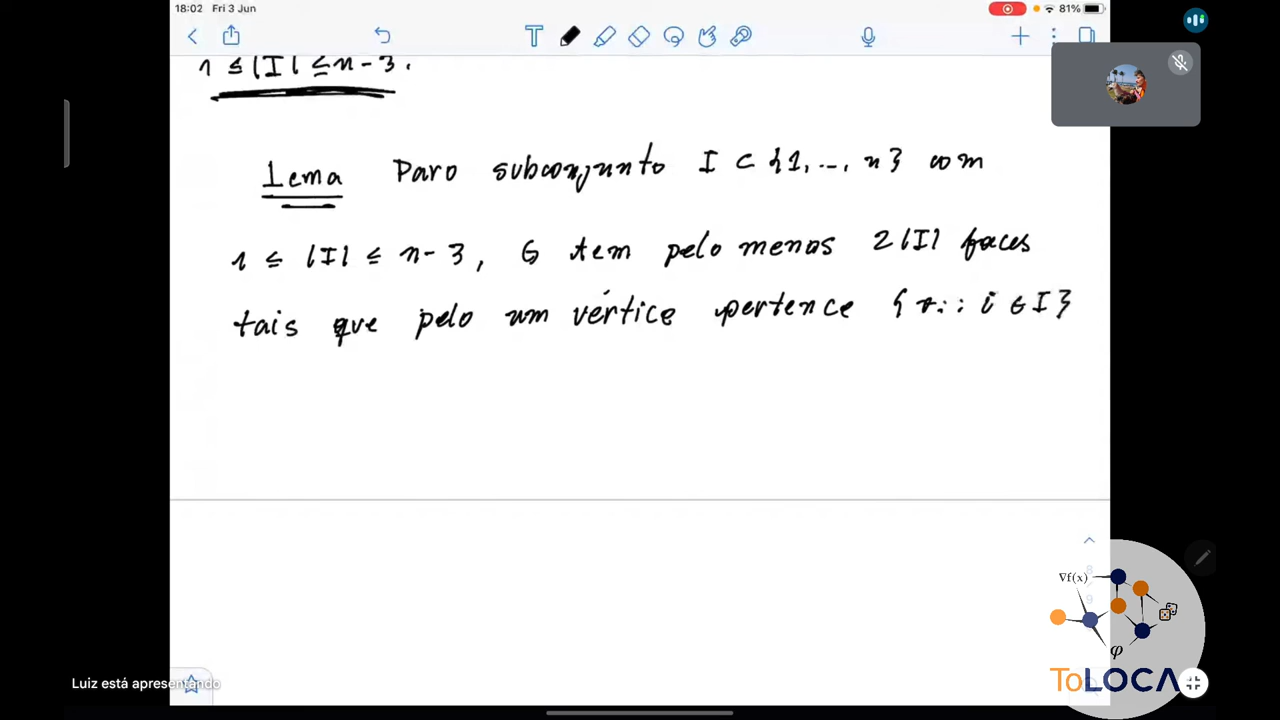 18:02 Fri 3 Jun
81%
1 ≤ |I| ≤ n-3.
Lema Para subconjunto I ⊂ {1, ..., n} com
1 ≤ |I| ≤ n-3, G tem pelo menos 2|I| faces
tais que pelo um vértice pertence {v_i : i ∈ I}
∇f(x)
φ
ToLOCA
Luiz está apresentando